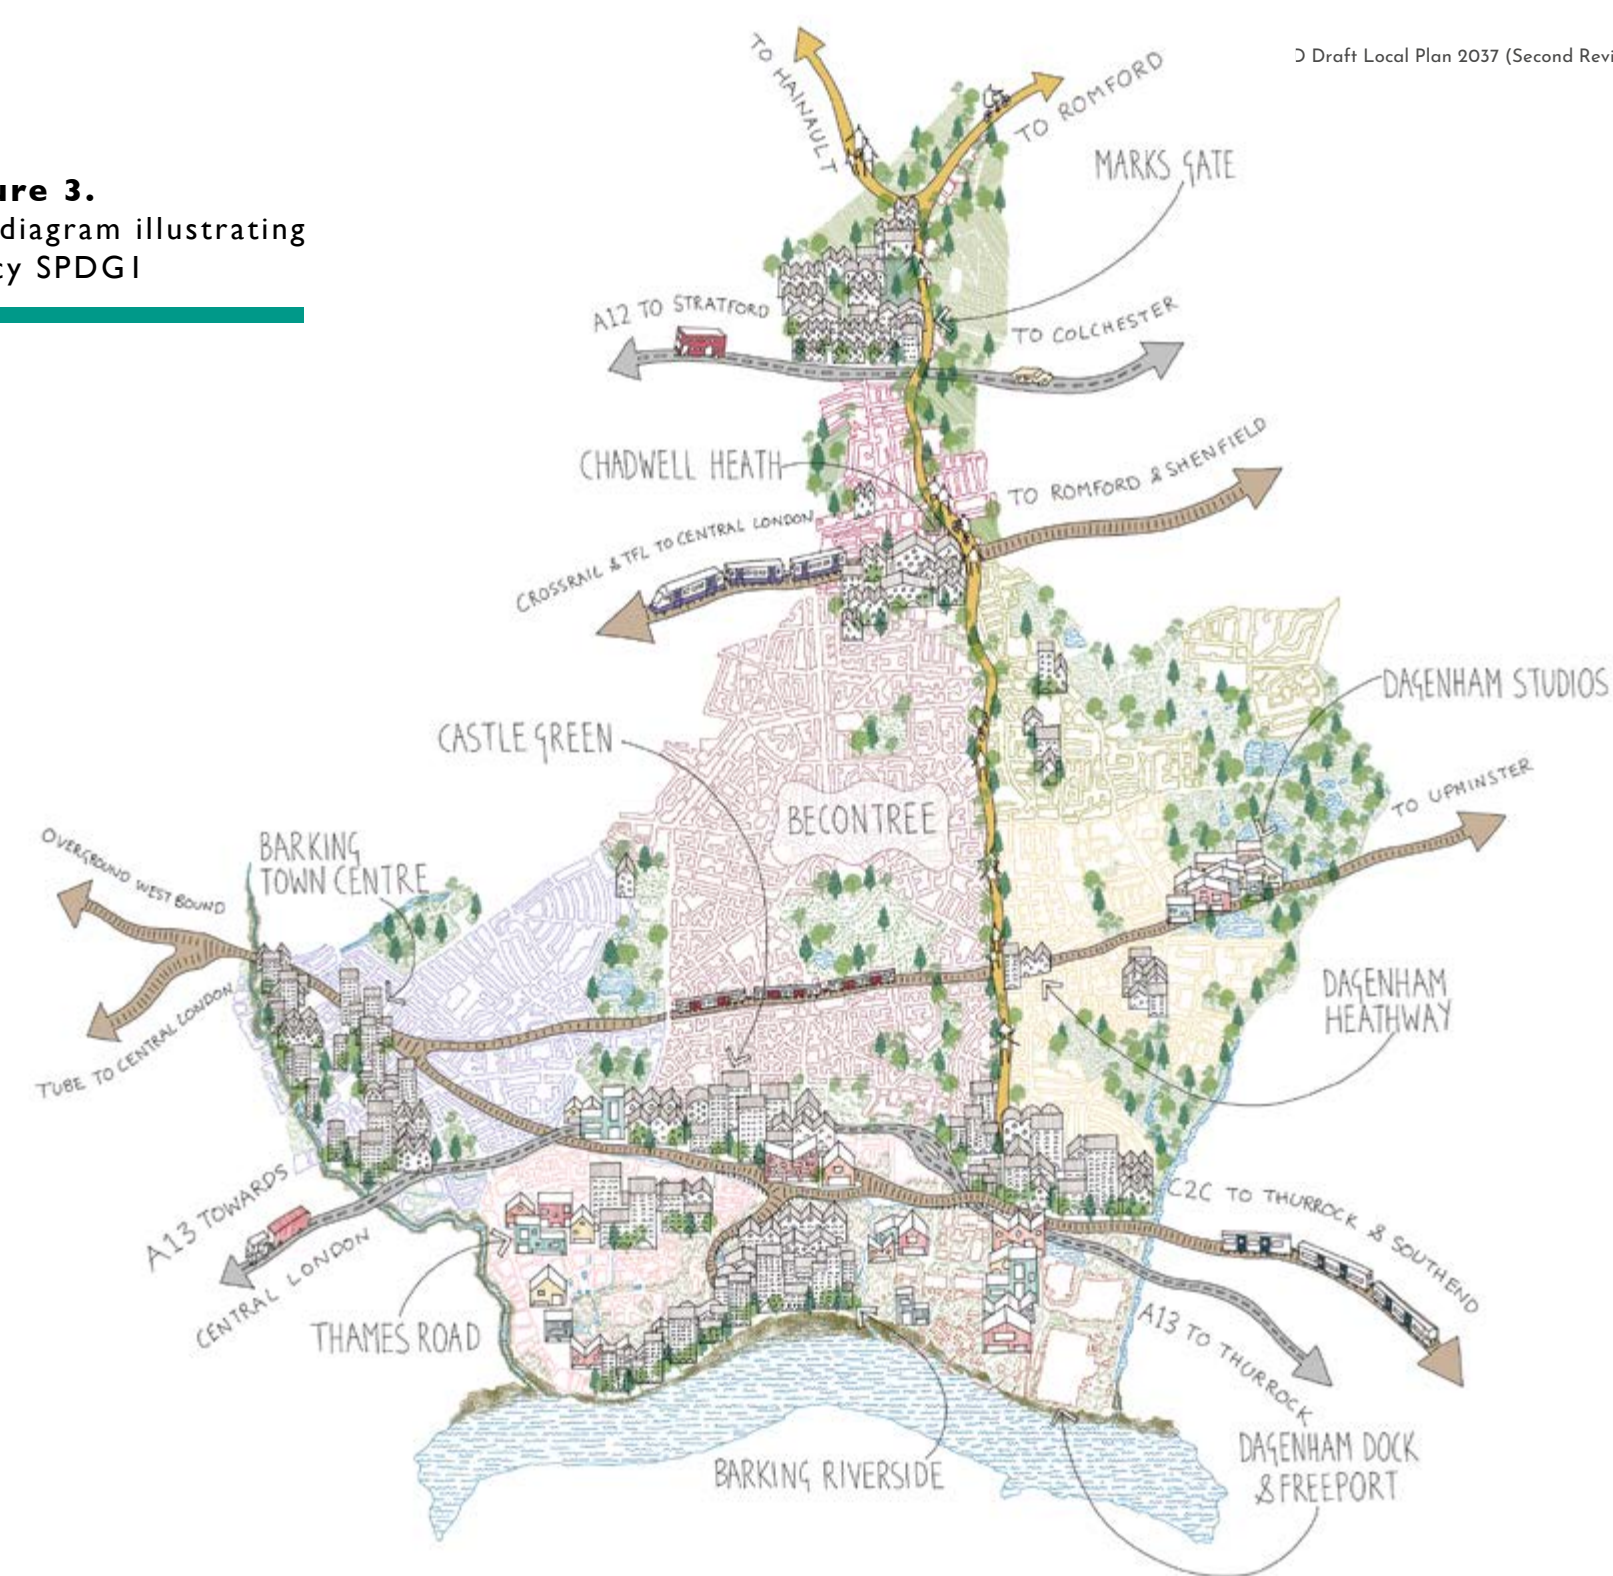 Draft Local Plan 2037 (Second Revi
ure 3.
diagram illustrating
cy SPDG1
TO HAINAULT
TO ROMFORD
MARKS GATE
A12 TO STRATFORD
TO COLCHESTER
CHADWELL HEATH
TO ROMFORD & SHENFIELD
CROSSRAIL & TFL TO CENTRAL LONDON
DAGENHAM STUDIOS
CASTLE GREEN
BECONTREE
TO UPMINSTER
OVERGROUND WEST BOUND
BARKING
TOWN CENTRE
TUBE TO CENTRAL LONDON
DAGENHAM
HEATHWAY
A13 TOWARDS
CENTRAL LONDON
C2C TO THURROCK & SOUTHEND
A13 TO THURROCK
THAMES ROAD
BARKING RIVERSIDE
DAGENHAM DOCK
& FREEPORT